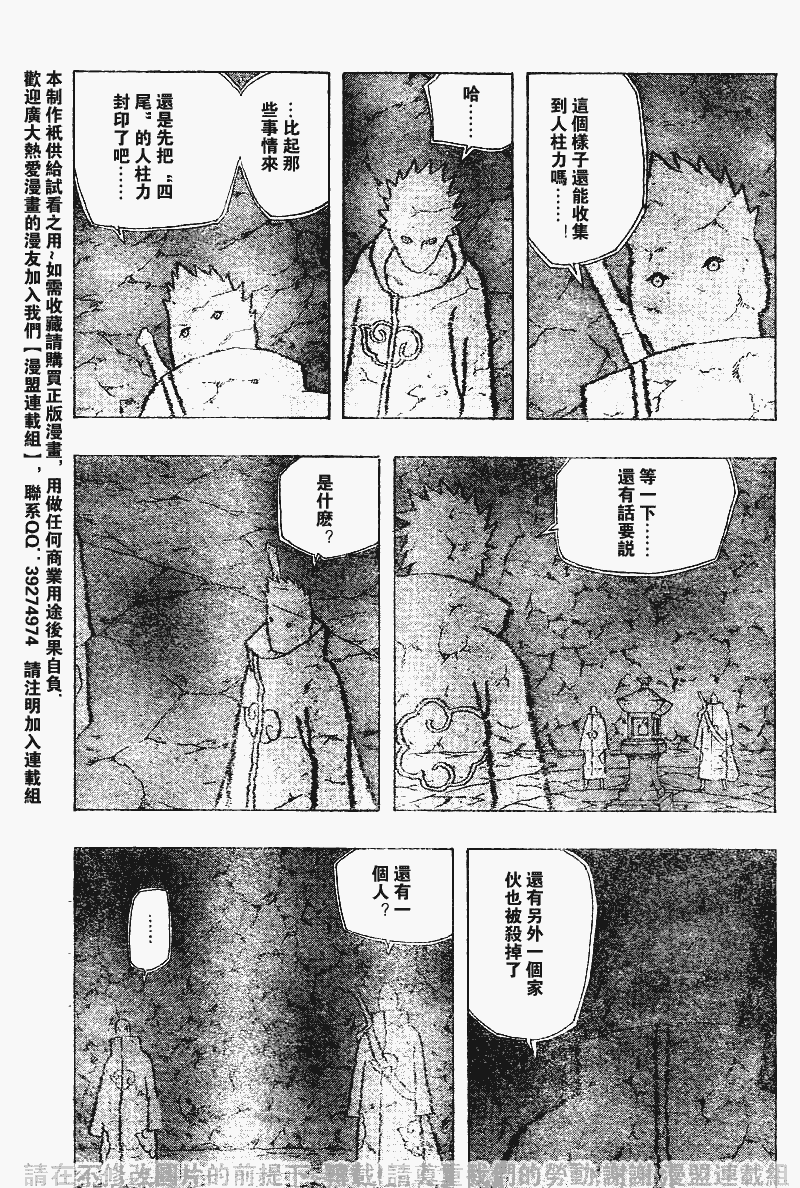 這個樣子還能收集
到人柱力嗎……！
哈……
…比起那
些事情來
還是先把“四
尾”的人柱力
封印了吧……
等一下……
還有話要說
是什麽？
還有另外一個家
伙也被殺掉了
還有一
個人？
……
本制作衹供給試看之用~如需收藏請購買正版漫畫，用做任何商業用途後果自負.
歡迎廣大熱愛漫畫的漫友加入我們【漫盟連載組】，聯系QQ：39274974 請注明加入連載組
請在不修改圖片的前提下 轉載!請尊重我們的勞動!謝謝!漫盟連載組